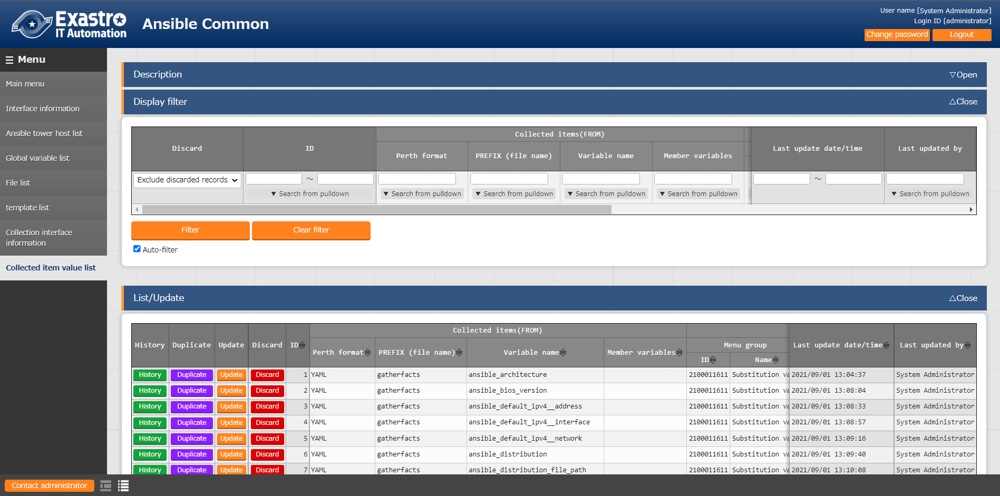 Exastro
IT Automation
Ansible Common
User name [System Administrator]
Login ID [administrator]
Change password
Logout
Menu
Main menu
Interface information
Ansible tower host list
Global variable list
File list
template list
Collection interface
information
Collected item value list
Description
▽Open
Display filter
△Close
Discard
ID
Collected items(FROM)
Perth format
PREFIX (file name)
Variable name
Member variables
Last update date/time
Last updated by
Exclude discarded records
～
～
▼ Search from pulldown
▼ Search from pulldown
▼ Search from pulldown
▼ Search from pulldown
▼ Search from pulldown
▼ Search from pulldown
Filter
Clear filter
Auto-filter
List/Update
△Close
History Duplicate Update Discard ID
Collected items(FROM)
Perth format PREFIX (file name) Variable name Member variables
Menu group
ID Name
Last update date/time Last updated by
History Duplicate Update Discard 1 YAML gatherfacts ansible_architecture 2100011611 Substitution va 2021/09/01 13:04:37 System Administrator
History Duplicate Update Discard 2 YAML gatherfacts ansible_bios_version 2100011611 Substitution va 2021/09/01 13:08:04 System Administrator
History Duplicate Update Discard 3 YAML gatherfacts ansible_default_ipv4__address 2100011611 Substitution va 2021/09/01 13:08:33 System Administrator
History Duplicate Update Discard 4 YAML gatherfacts ansible_default_ipv4__interface 2100011611 Substitution va 2021/09/01 13:08:57 System Administrator
History Duplicate Update Discard 5 YAML gatherfacts ansible_default_ipv4__network 2100011611 Substitution va 2021/09/01 13:09:16 System Administrator
History Duplicate Update Discard 6 YAML gatherfacts ansible_distribution 2100011611 Substitution va 2021/09/01 13:09:40 System Administrator
History Duplicate Update Discard 7 YAML gatherfacts ansible_distribution_file_path 2100011611 Substitution va 2021/09/01 13:10:08 System Administrator
Contact administrator